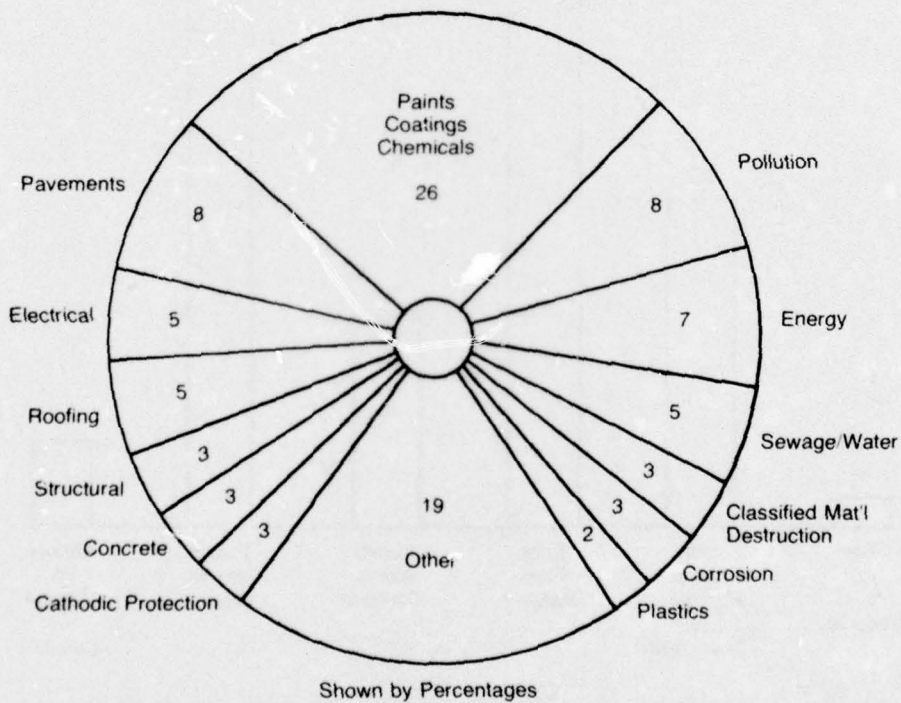 Paints
Coatings
Chemicals
26
Pavements
8
Pollution
8
Electrical
5
Energy
7
Roofing
5
Sewage/Water
5
Structural
3
Classified Mat'l
Destruction
3
Concrete
3
Corrosion
3
Cathodic Protection
3
Plastics
2
19
Other
Shown by Percentages